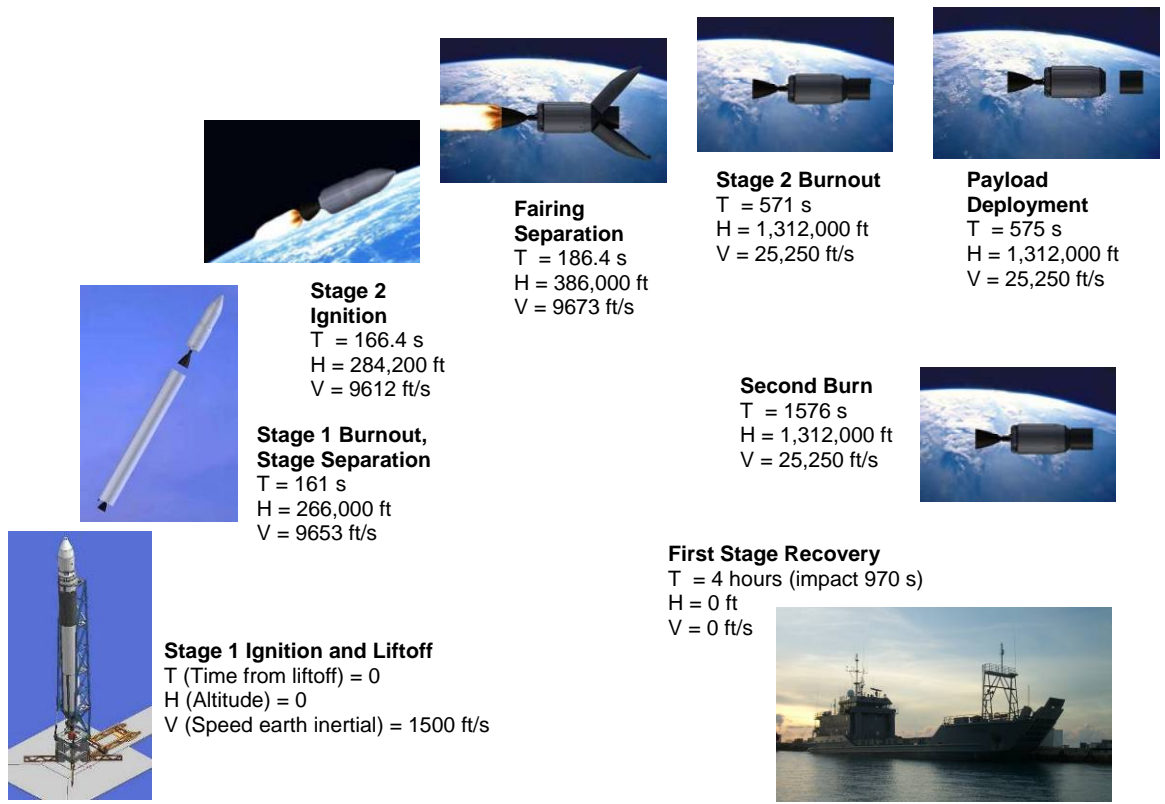 Stage 1 Ignition and Liftoff
T (Time from liftoff) = 0
H (Altitude) = 0
V (Speed earth inertial) = 1500 ft/s
Stage 1 Burnout,
Stage Separation
T = 161 s
H = 266,000 ft
V = 9653 ft/s
Stage 2
Ignition
T = 166.4 s
H = 284,200 ft
V = 9612 ft/s
Fairing
Separation
T = 186.4 s
H = 386,000 ft
V = 9673 ft/s
Stage 2 Burnout
T = 571 s
H = 1,312,000 ft
V = 25,250 ft/s
Payload
Deployment
T = 575 s
H = 1,312,000 ft
V = 25,250 ft/s
Second Burn
T = 1576 s
H = 1,312,000 ft
V = 25,250 ft/s
First Stage Recovery
T = 4 hours (impact 970 s)
H = 0 ft
V = 0 ft/s